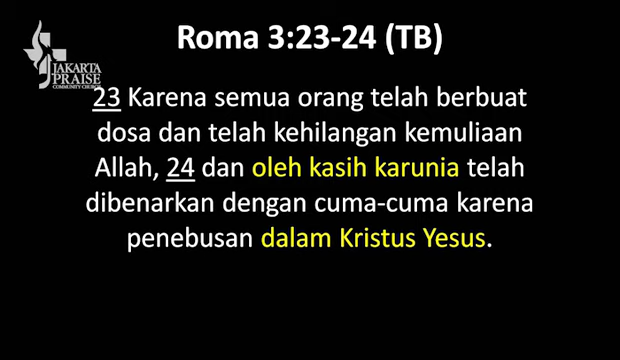 JAKARTA
PRAISE
COMMUNITY CHURCH
Roma 3:23-24 (TB)
23 Karena semua orang telah berbuat
dosa dan telah kehilangan kemuliaan
Allah, 24 dan oleh kasih karunia telah
dibenarkan dengan cuma-cuma karena
penebusan dalam Kristus Yesus.